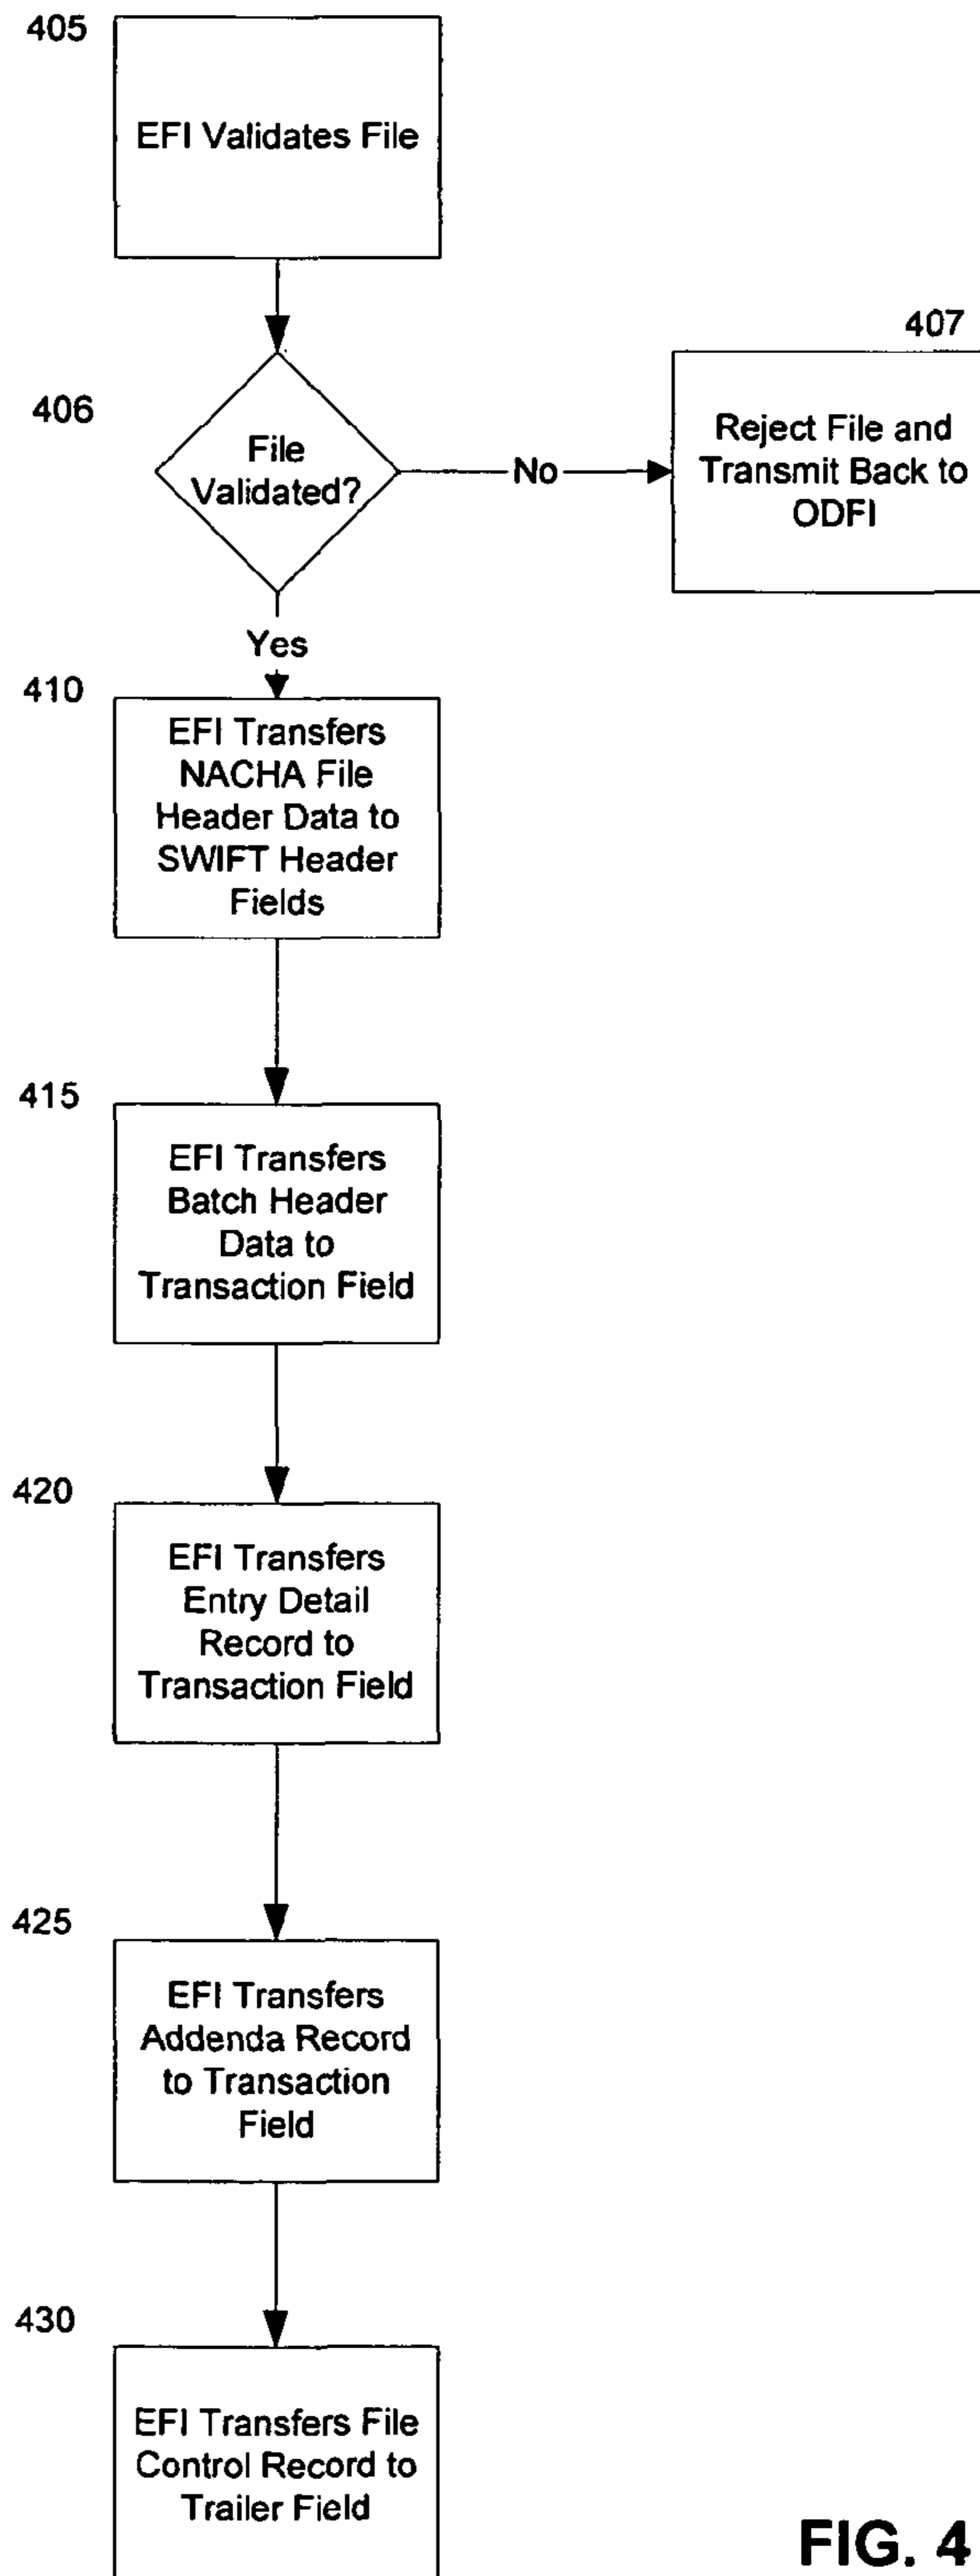 405
EFI Validates File
407
406
File
Validated?
No
Reject File and
Transmit Back to
ODFI
Yes
410
EFI Transfers
NACHA File
Header Data to
SWIFT Header
Fields
415
EFI Transfers
Batch Header
Data to
Transaction Field
420
EFI Transfers
Entry Detail
Record to
Transaction Field
425
EFI Transfers
Addenda Record
to Transaction
Field
430
EFI Transfers File
Control Record to
Trailer Field
FIG. 4